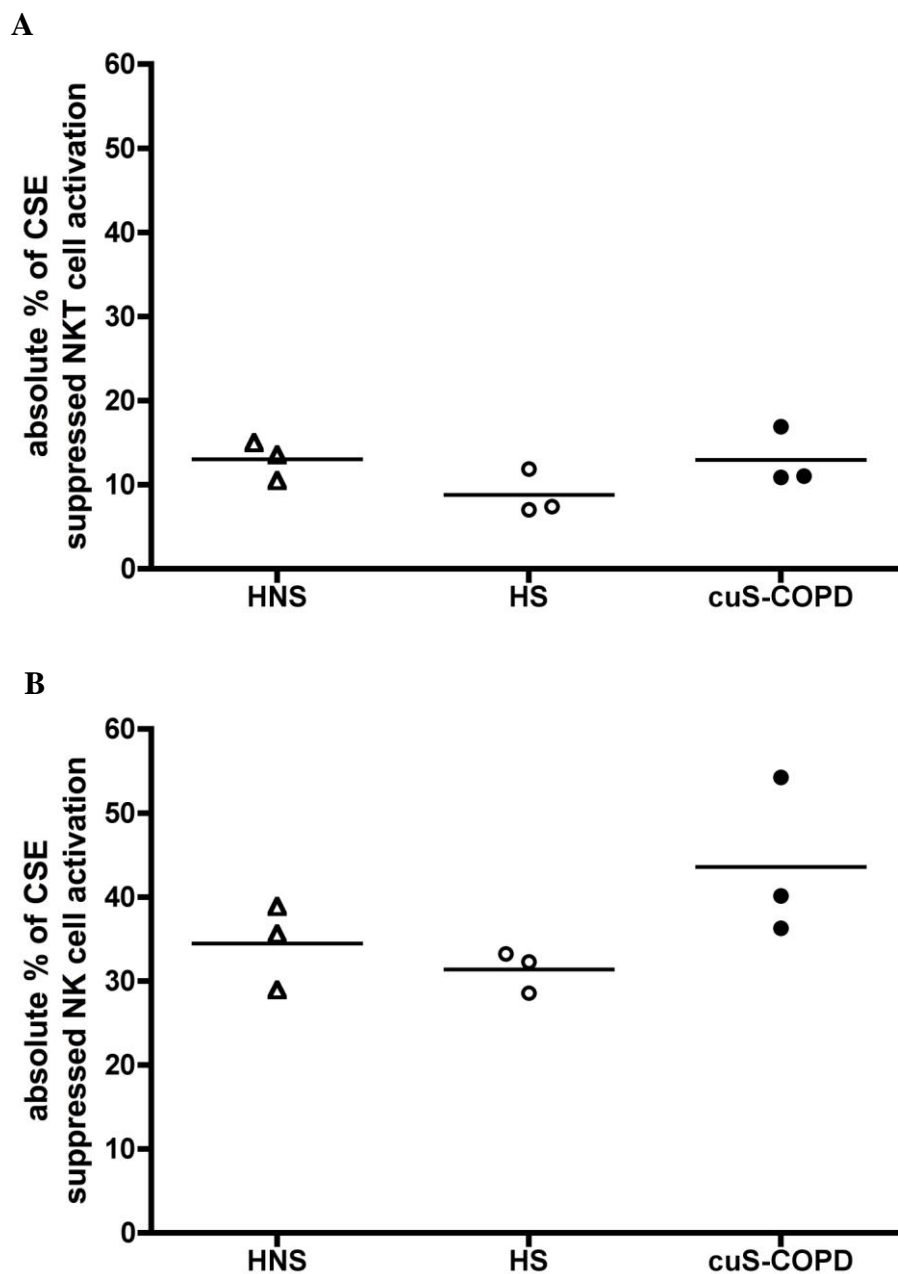 A
absolute % of CSE
suppressed NKT cell activation
60
50
40
30
20
10
0
HNS HS cuS-COPD
B
absolute % of CSE
suppressed NK cell activation
60
50
40
30
20
10
0
HNS HS cuS-COPD